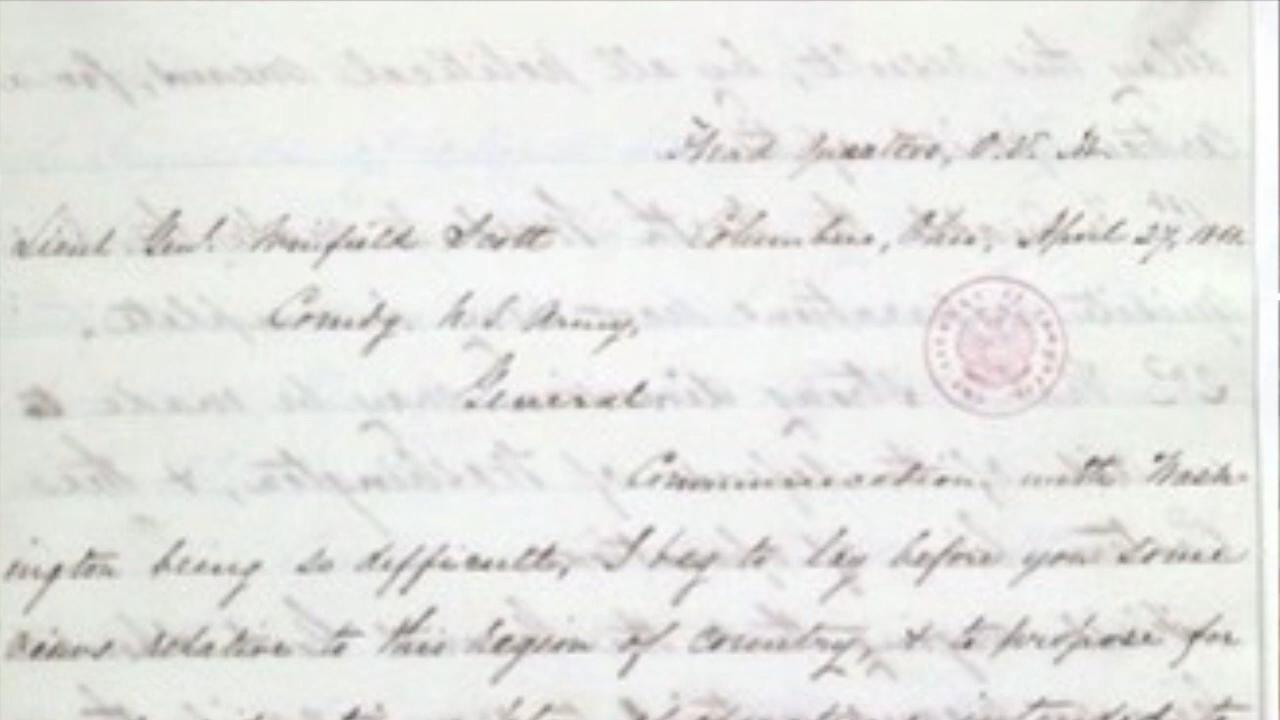 Head Quarters, O. V. M.
Lieut Genl. Winfield Scott Columbus, Ohio, April 27, 1861
Comdg. U. S. Army,
General
Communication with Wash-
ington being so difficult, I beg to lay before you some
views relative to this region of country, & to propose for